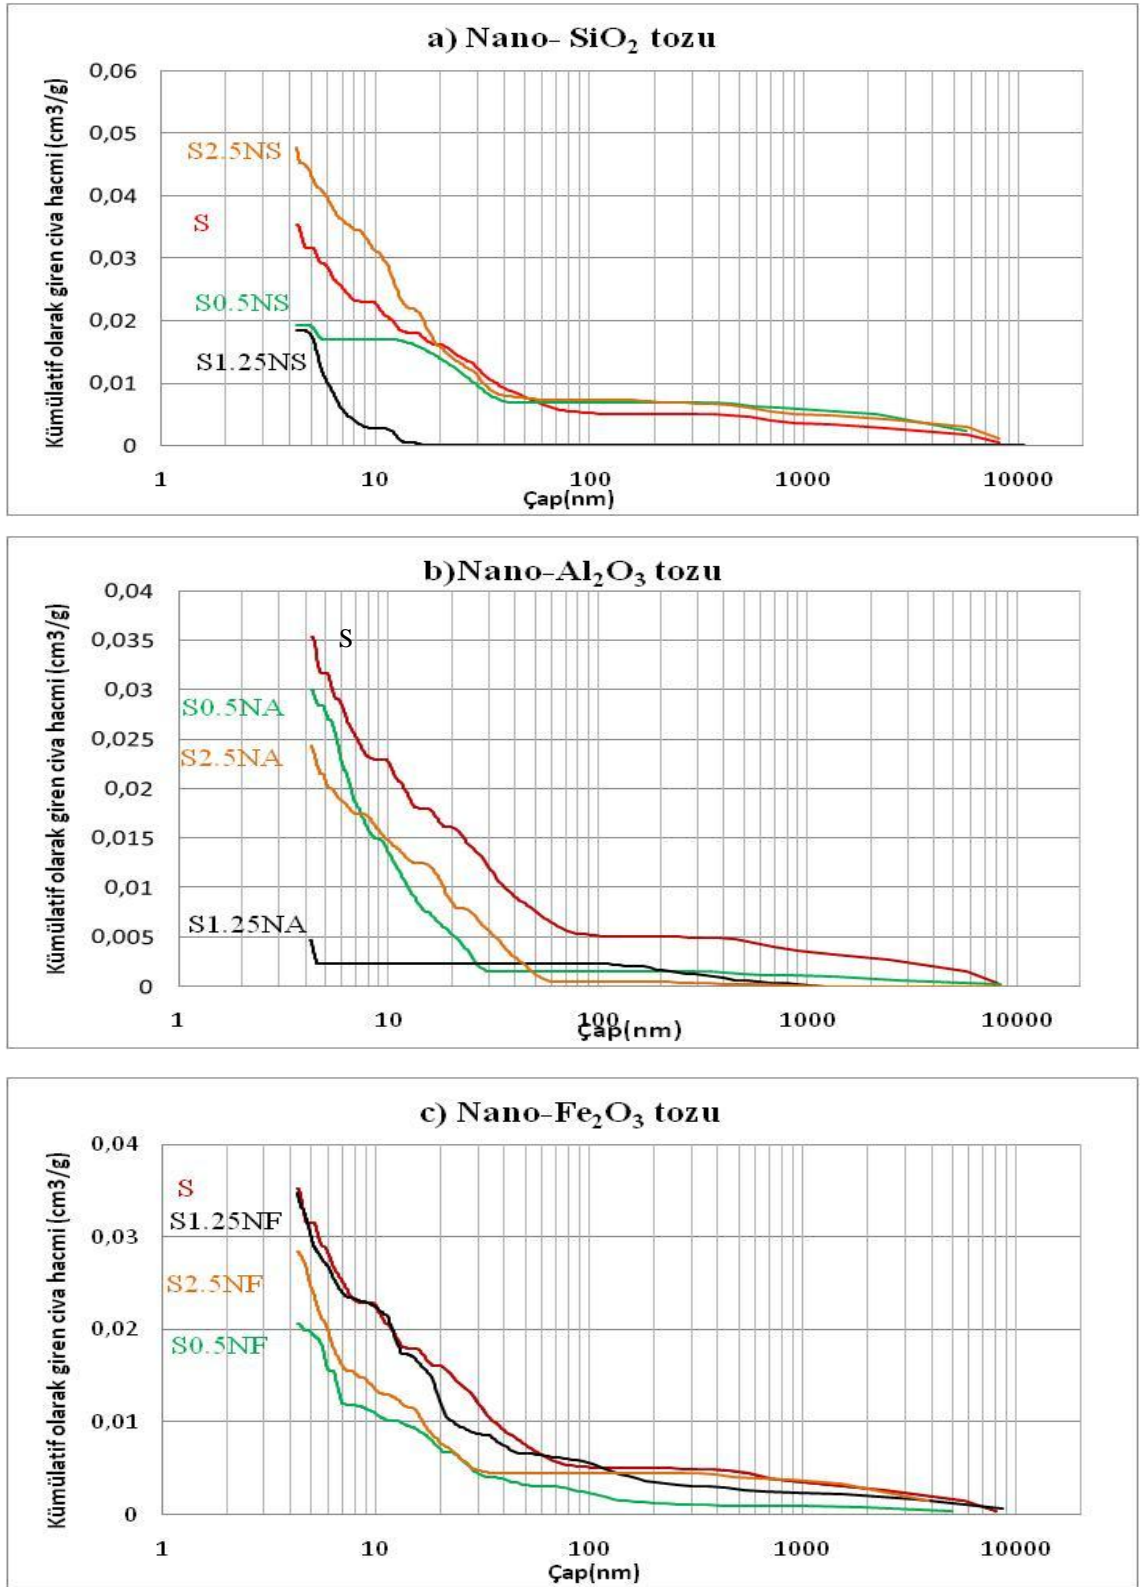 a) Nano- SiO₂ tozu
Kümülatif olarak giren civa hacmi (cm3/g)
0,06
0,05
0,04
0,03
0,02
0,01
0
S2.5NS
S
S0.5NS
S1.25NS
1 10 100 1000 10000
Çap(nm)
b)Nano-Al₂O₃ tozu
Kümülatif olarak giren civa hacmi (cm3/g)
0,04
0,035
0,03
0,025
0,02
0,015
0,01
0,005
0
S
S0.5NA
S2.5NA
S1.25NA
1 10 100 1000 10000
Çap(nm)
c) Nano-Fe₂O₃ tozu
Kümülatif olarak giren civa hacmi (cm3/g)
0,04
0,03
0,02
0,01
0
S
S1.25NF
S2.5NF
S0.5NF
1 10 100 1000 10000
Çap(nm)